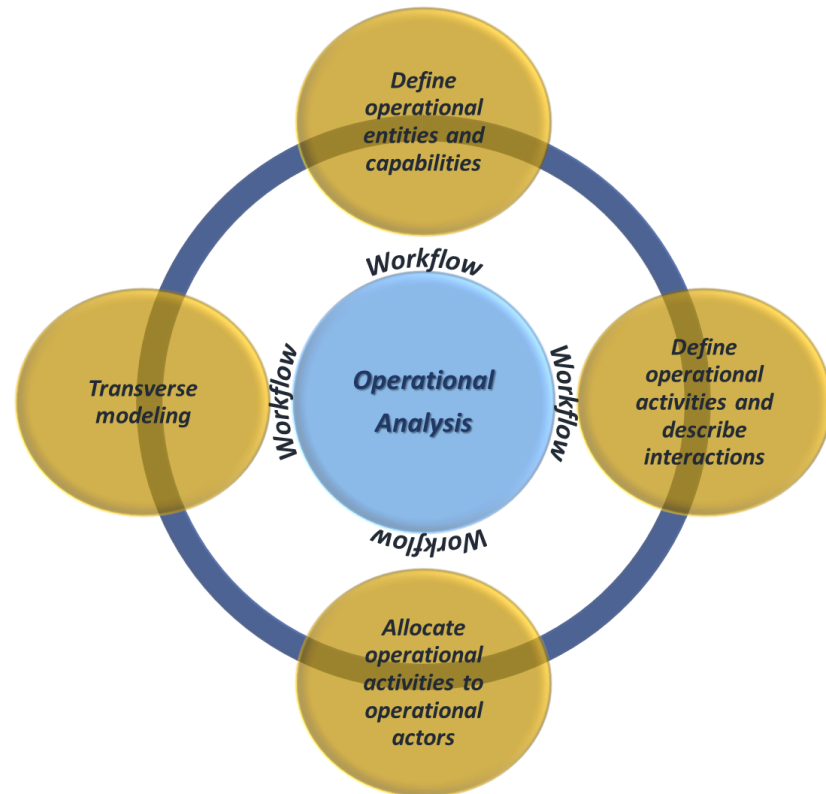 Define
operational
entities and
capabilities
Workflow
Transverse
modeling
Workflow
Operational
Analysis
Workflow
Define
operational
activities and
describe
interactions
Workflow
Allocate
operational
activities to
operational
actors